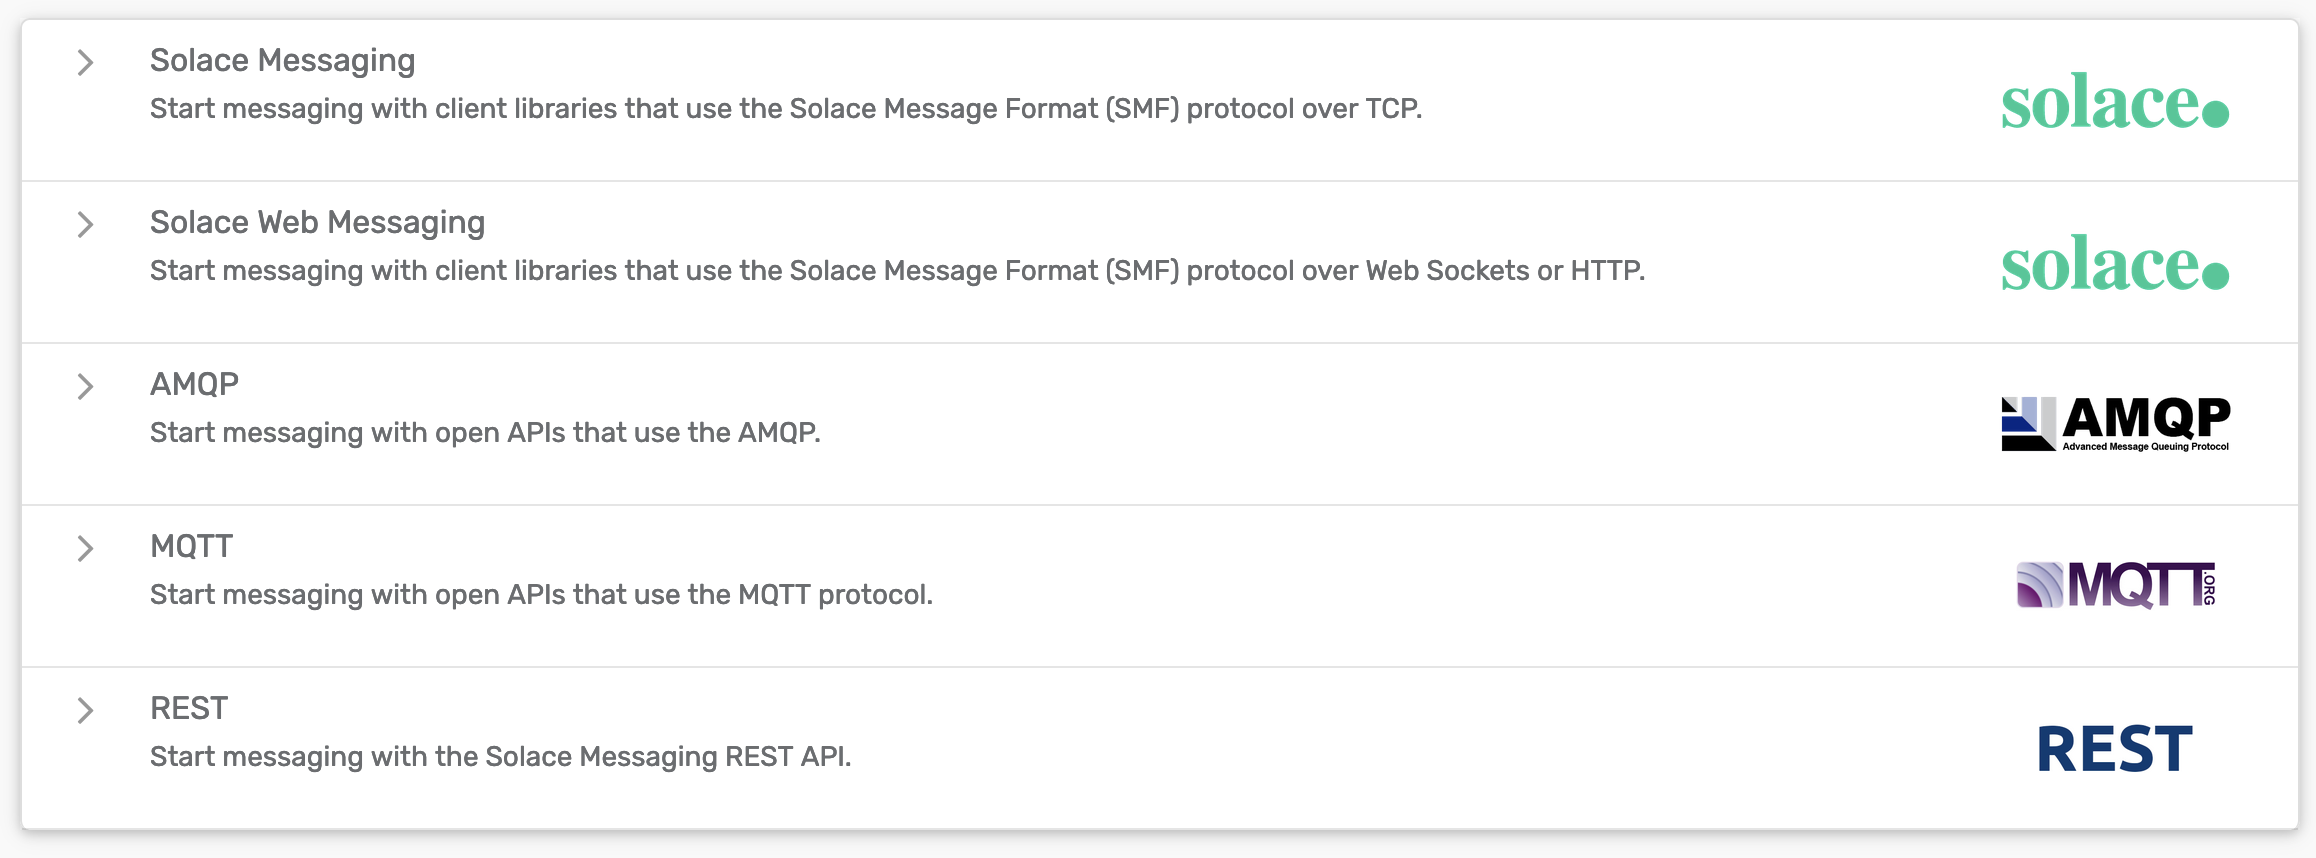 Solace Messaging
Start messaging with client libraries that use the Solace Message Format (SMF) protocol over TCP.
solace.
Solace Web Messaging
Start messaging with client libraries that use the Solace Message Format (SMF) protocol over Web Sockets or HTTP.
solace.
AMQP
Start messaging with open APIs that use the AMQP.
AMQP
Advanced Message Queuing Protocol
MQTT
Start messaging with open APIs that use the MQTT protocol.
MQTT.ORG
REST
Start messaging with the Solace Messaging REST API.
REST